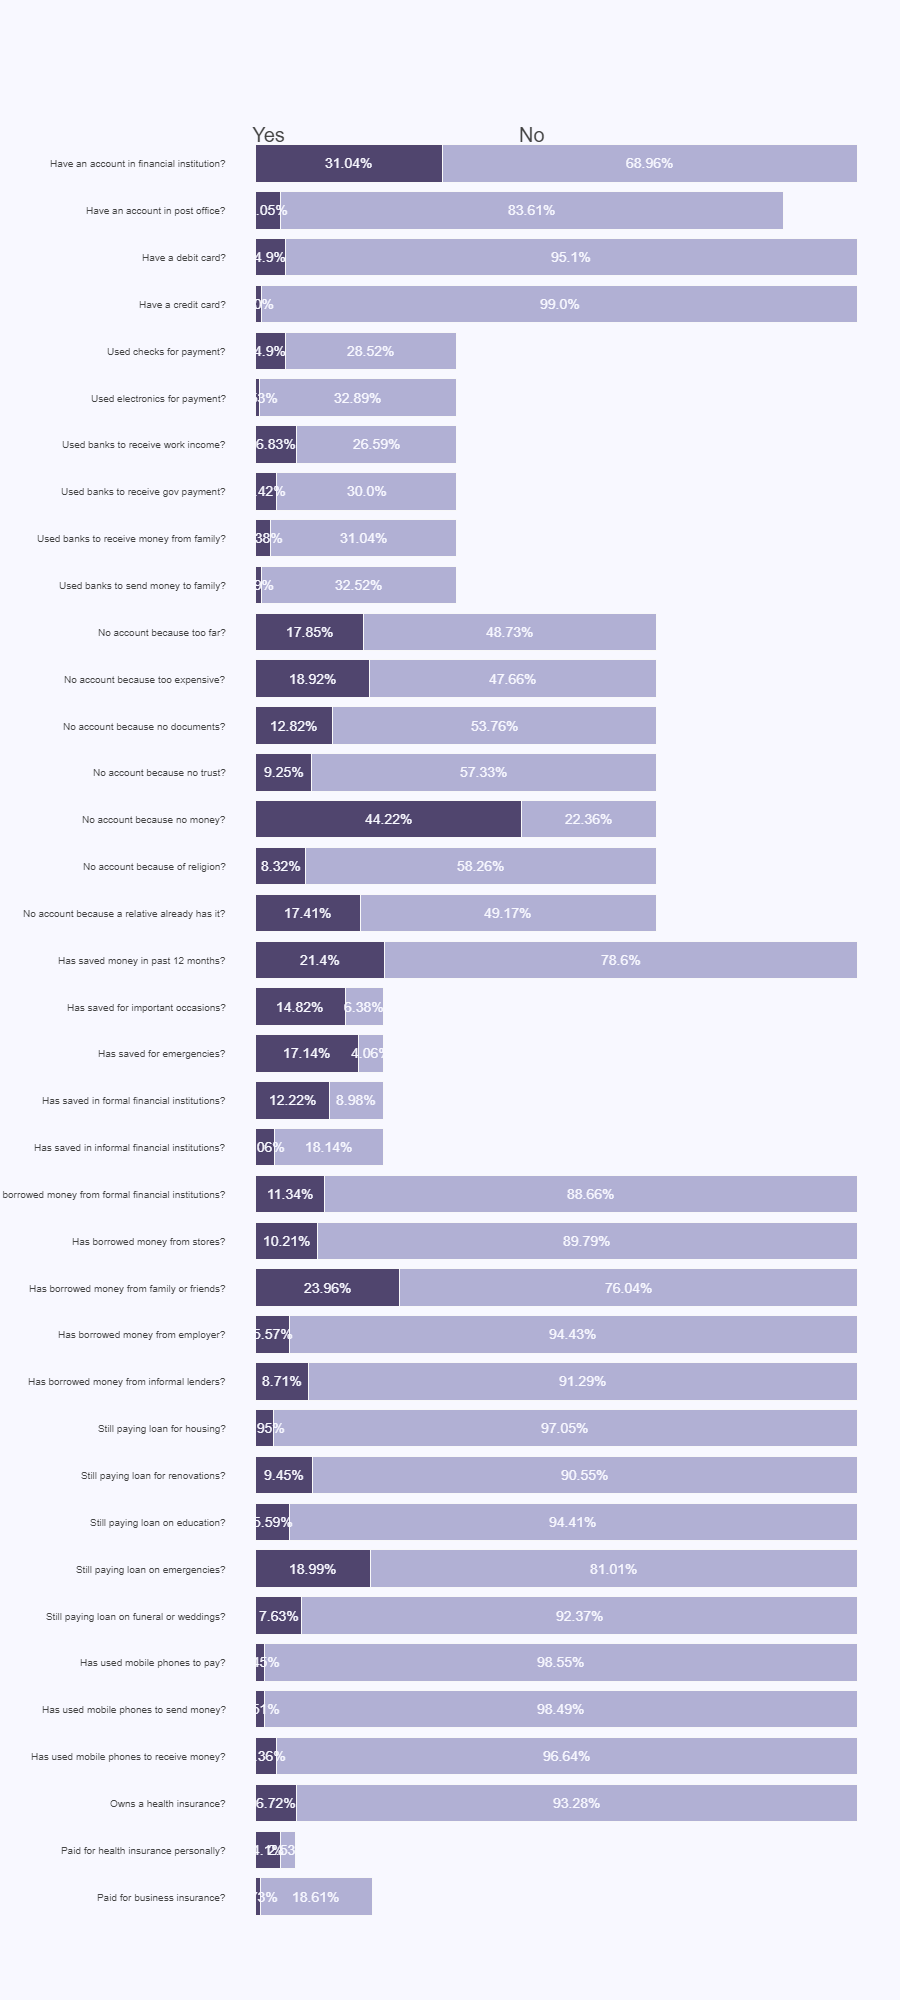 Yes No
Have an account in financial institution? 31.04% 68.96%
Have an account in post office? .05% 83.61%
Have a debit card? 4.9% 95.1%
Have a credit card? 0% 99.0%
Used checks for payment? 4.9% 28.52%
Used electronics for payment? 3% 32.89%
Used banks to receive work income? 6.83% 26.59%
Used banks to receive gov payment? .42% 30.0%
Used banks to receive money from family? 38% 31.04%
Used banks to send money to family? 9% 32.52%
No account because too far? 17.85% 48.73%
No account because too expensive? 18.92% 47.66%
No account because no documents? 12.82% 53.76%
No account because no trust? 9.25% 57.33%
No account because no money? 44.22% 22.36%
No account because of religion? 8.32% 58.26%
No account because a relative already has it? 17.41% 49.17%
Has saved money in past 12 months? 21.4% 78.6%
Has saved for important occasions? 14.82% 6.38%
Has saved for emergencies? 17.14% 4.06%
Has saved in formal financial institutions? 12.22% 8.98%
Has saved in informal financial institutions? 06% 18.14%
borrowed money from formal financial institutions? 11.34% 88.66%
Has borrowed money from stores? 10.21% 89.79%
Has borrowed money from family or friends? 23.96% 76.04%
Has borrowed money from employer? 5.57% 94.43%
Has borrowed money from informal lenders? 8.71% 91.29%
Still paying loan for housing? 95% 97.05%
Still paying loan for renovations? 9.45% 90.55%
Still paying loan on education? 5.59% 94.41%
Still paying loan on emergencies? 18.99% 81.01%
Still paying loan on funeral or weddings? 7.63% 92.37%
Has used mobile phones to pay? 45% 98.55%
Has used mobile phones to send money? 51% 98.49%
Has used mobile phones to receive money? .36% 96.64%
Owns a health insurance? 6.72% 93.28%
Paid for health insurance personally? 4.1%
Paid for business insurance? 73% 18.61%